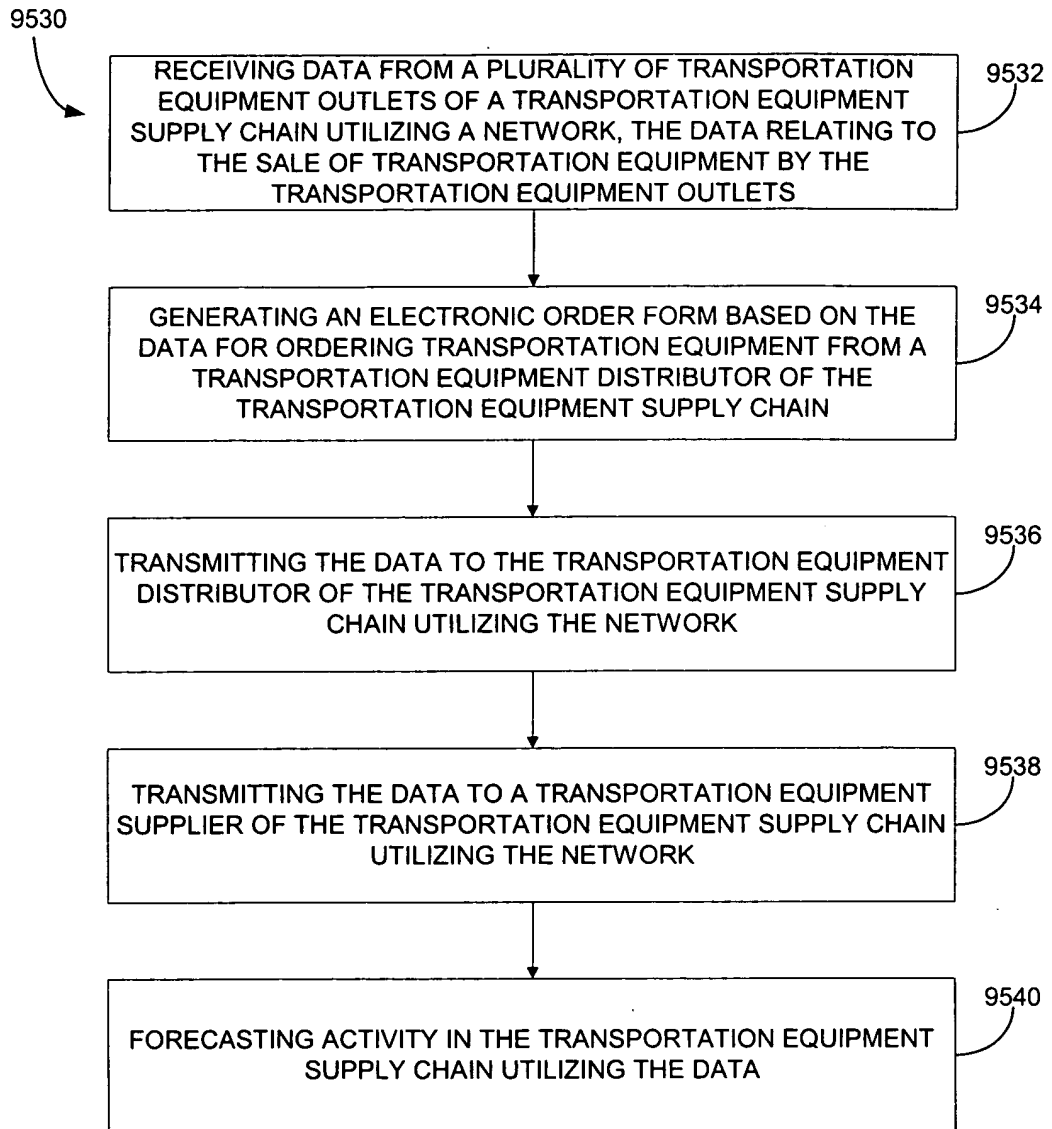 9530
RECEIVING DATA FROM A PLURALITY OF TRANSPORTATION
EQUIPMENT OUTLETS OF A TRANSPORTATION EQUIPMENT
SUPPLY CHAIN UTILIZING A NETWORK, THE DATA RELATING TO
THE SALE OF TRANSPORTATION EQUIPMENT BY THE
TRANSPORTATION EQUIPMENT OUTLETS
9532
GENERATING AN ELECTRONIC ORDER FORM BASED ON THE
DATA FOR ORDERING TRANSPORTATION EQUIPMENT FROM A
TRANSPORTATION EQUIPMENT DISTRIBUTOR OF THE
TRANSPORTATION EQUIPMENT SUPPLY CHAIN
9534
TRANSMITTING THE DATA TO THE TRANSPORTATION EQUIPMENT
DISTRIBUTOR OF THE TRANSPORTATION EQUIPMENT SUPPLY
CHAIN UTILIZING THE NETWORK
9536
TRANSMITTING THE DATA TO A TRANSPORTATION EQUIPMENT
SUPPLIER OF THE TRANSPORTATION EQUIPMENT SUPPLY CHAIN
UTILIZING THE NETWORK
9538
FORECASTING ACTIVITY IN THE TRANSPORTATION EQUIPMENT
SUPPLY CHAIN UTILIZING THE DATA
9540